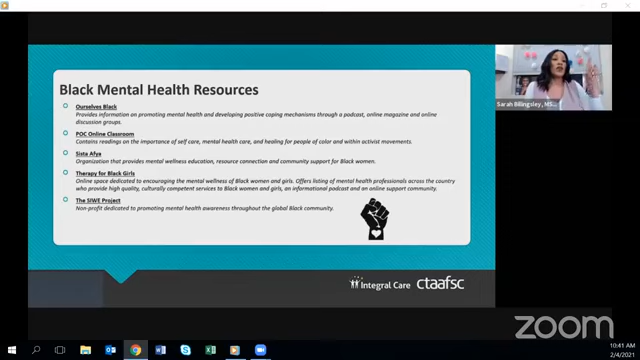 Black Mental Health Resources
Ourselves Black
Provides information on promoting mental health and developing positive coping mechanisms through a podcast, online magazine and online
discussion groups.
POC Online Classroom
Contains readings on the importance of self care, mental health care, and healing for people of color and within activist movements.
Sista Afya
Organization that provides mental wellness education, resource connection and community support for Black women.
Therapy for Black Girls
Online space dedicated to encouraging the mental wellness of Black women and girls. Offers listing of mental health professionals across the country
who provide high quality, culturally competent services to Black women and girls, an informational podcast and an online support community.
The SIWE Project
Non-profit dedicated to promoting mental health awareness throughout the global Black community.
Integral Care ctaafsc
Sarah Billingsley, MS...
zoom
10:41 AM
2/4/2021